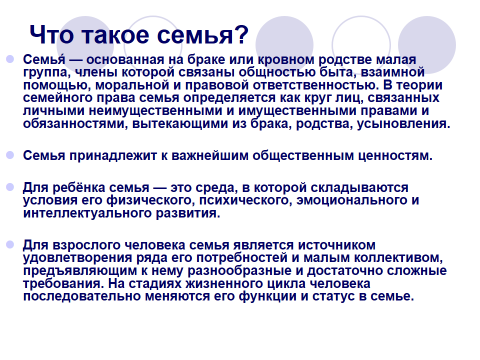 Что такое семья?
Семья́ — основанная на браке или кровном родстве малая
группа, члены которой связаны общностью быта, взаимной
помощью, моральной и правовой ответственностью. В теории
семейного права семья определяется как круг лиц, связанных
личными неимущественными и имущественными правами и
обязанностями, вытекающими из брака, родства, усыновления.
Семья принадлежит к важнейшим общественным ценностям.
Для ребёнка семья — это среда, в которой складываются
условия его физического, психического, эмоционального и
интеллектуального развития.
Для взрослого человека семья является источником
удовлетворения ряда его потребностей и малым коллективом,
предъявляющим к нему разнообразные и достаточно сложные
требования. На стадиях жизненного цикла человека
последовательно меняются его функции и статус в семье.